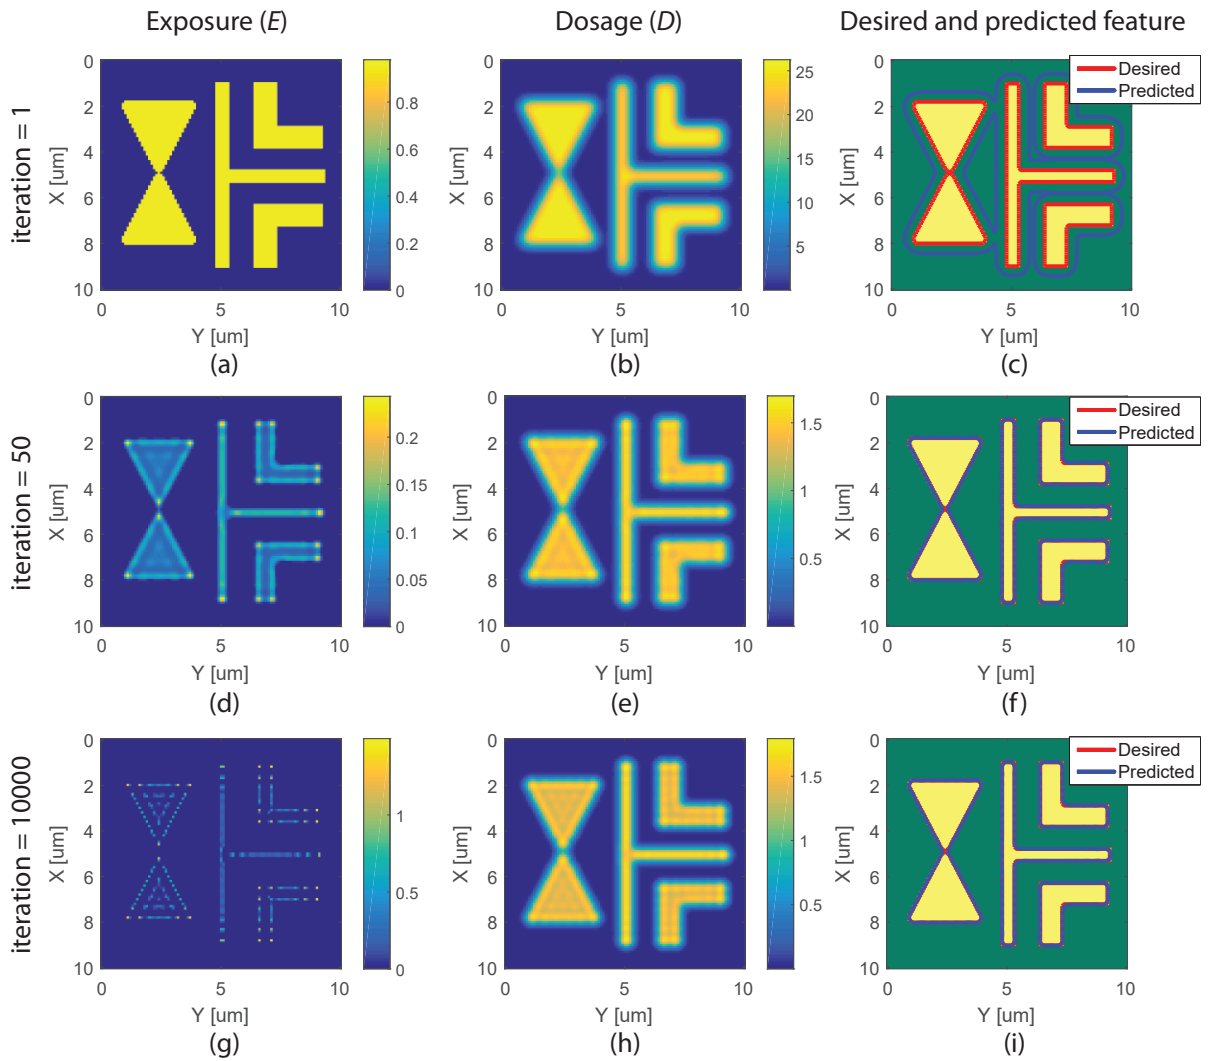 Exposure (E)
Dosage (D)
Desired and predicted feature
iteration = 1
0
2
4
6
8
10
X [um]
0
5
10
Y [um]
0.8
0.6
0.4
0.2
0
(a)
0
2
4
6
8
10
X [um]
0
5
10
Y [um]
25
20
15
10
5
(b)
0
2
4
6
8
10
X [um]
0
5
10
Y [um]
Desired
Predicted
(c)
iteration = 50
0
2
4
6
8
10
X [um]
0
5
10
Y [um]
0.2
0.15
0.1
0.05
0
(d)
0
2
4
6
8
10
X [um]
0
5
10
Y [um]
1.5
1
0.5
(e)
0
2
4
6
8
10
X [um]
0
5
10
Y [um]
Desired
Predicted
(f)
iteration = 10000
0
2
4
6
8
10
X [um]
0
5
10
Y [um]
1
0.5
0
(g)
0
2
4
6
8
10
X [um]
0
5
10
Y [um]
1.5
1
0.5
(h)
0
2
4
6
8
10
X [um]
0
5
10
Y [um]
Desired
Predicted
(i)